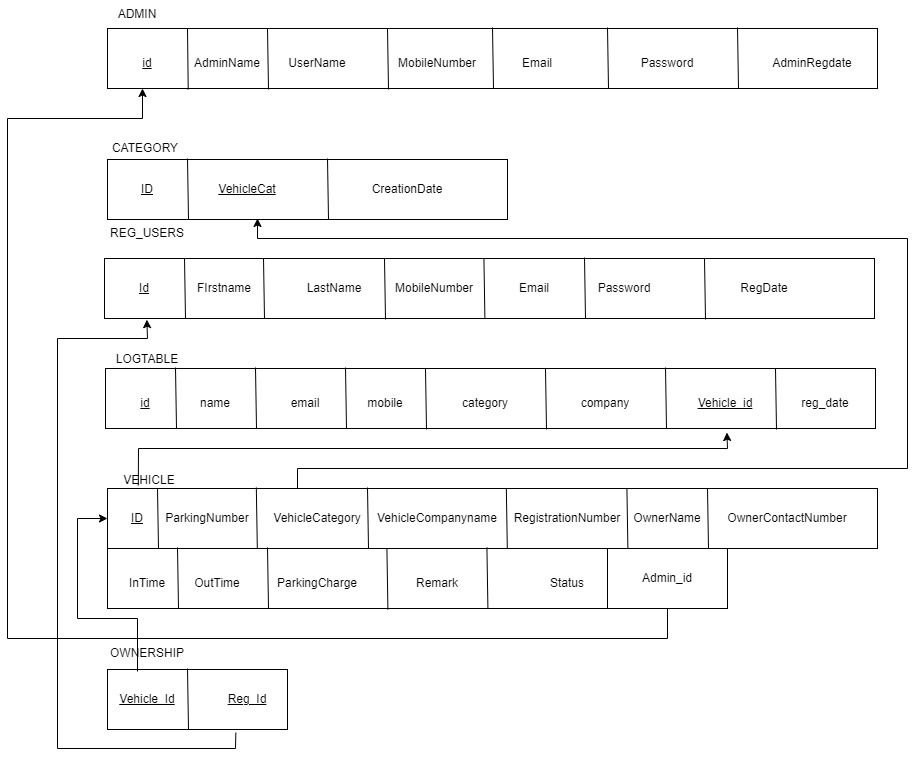 ADMIN
id AdminName UserName MobileNumber Email Password AdminRegdate
CATEGORY
ID VehicleCat CreationDate
REG_USERS
Id FIrstname LastName MobileNumber Email Password RegDate
LOGTABLE
id name email mobile category company Vehicle_id reg_date
VEHICLE
ID ParkingNumber VehicleCategory VehicleCompanyname RegistrationNumber OwnerName OwnerContactNumber
InTime OutTime ParkingCharge Remark Status Admin_id
OWNERSHIP
Vehicle_Id Reg_Id